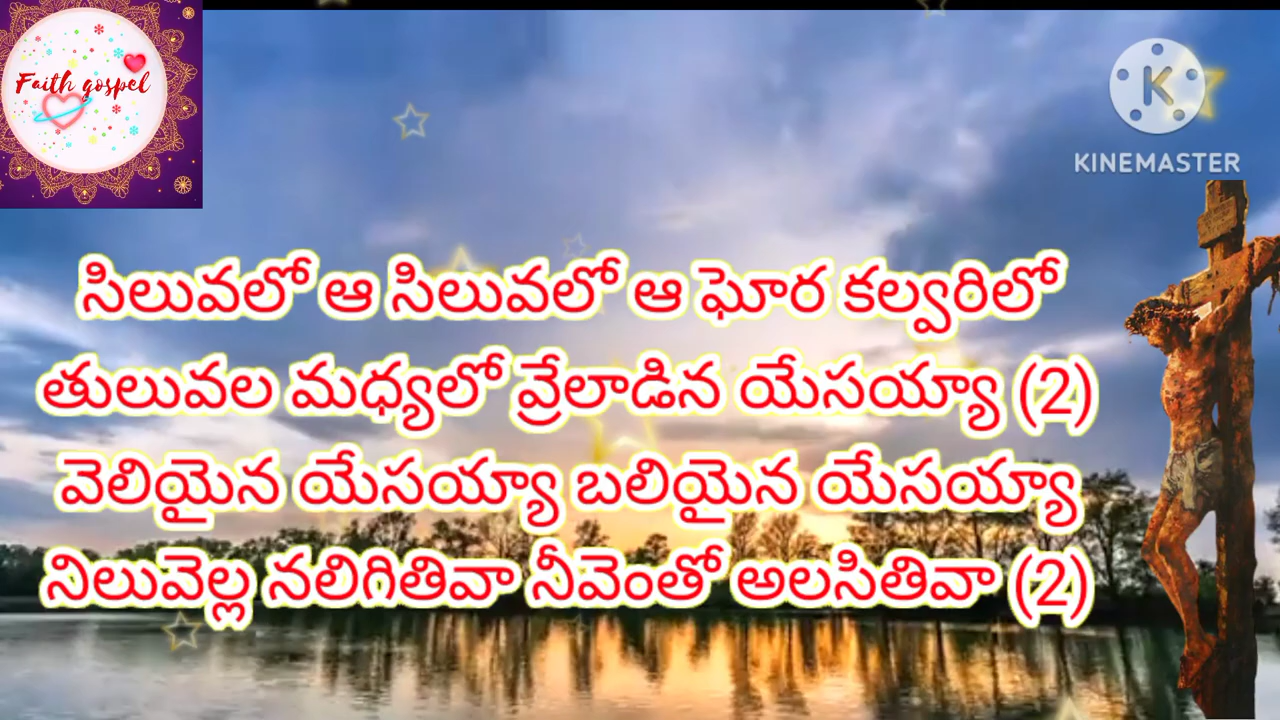 Faith gospel
K
KINEMASTER
సిలువలో ఆ సిలువలో ఆ ఘోర కల్వరిలో
తులువల మధ్యలో వ్రేలాడిన యేసయ్యా (2)
వెలియైన యేసయ్యా బలియైన యేసయ్యా
నిలువెల్ల నలిగితివా నీవెంతో అలసితివా (2)